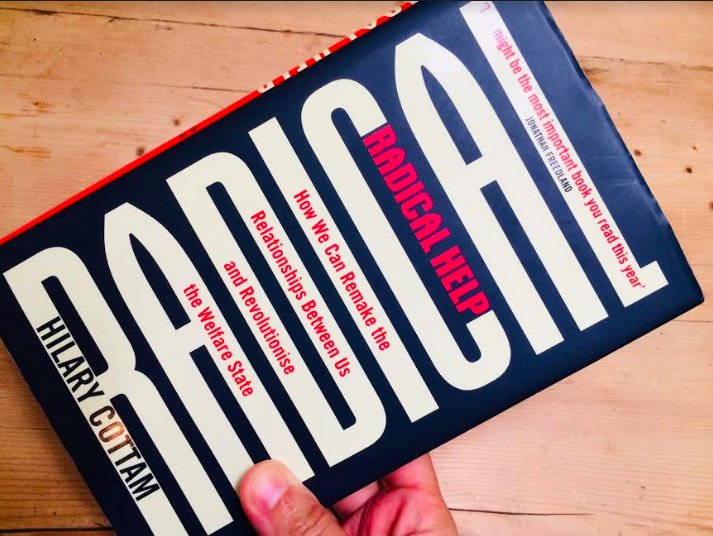 RADICAL
RADICAL HELP
How We Can Remake the
Relationships Between Us
and Revolutionise
the Welfare State
HILARY COTTAM
might be the most important book you read this year'
JONATHAN FREEDLAND